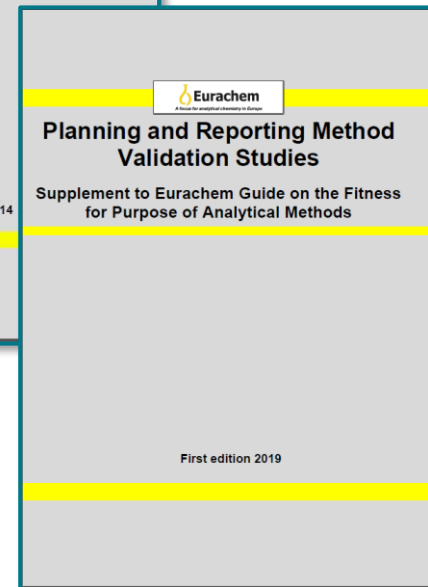 Eurachem
A focus for analytical chemistry in Europe
Planning and Reporting Method
Validation Studies
Supplement to Eurachem Guide on the Fitness
for Purpose of Analytical Methods
14
First edition 2019